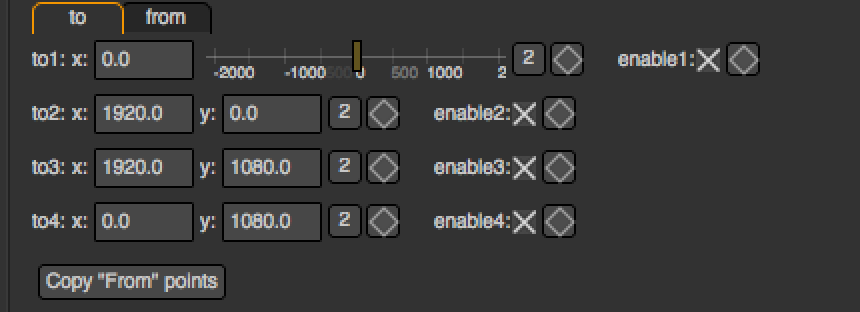 to from
to1: x: 0.0 -2000 -1000 500 0 500 1000 2 2 enable1:
to2: x: 1920.0 y: 0.0 2 enable2:
to3: x: 1920.0 y: 1080.0 2 enable3:
to4: x: 0.0 y: 1080.0 2 enable4:
Copy "From" points